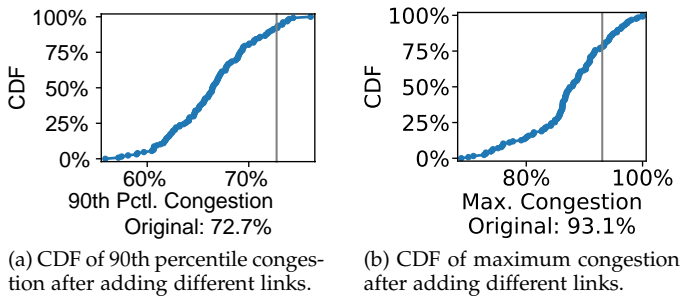 100%
75%
50%
25%
0%
CDF
60% 70%
90th Pctl. Congestion
Original: 72.7%
(a) CDF of 90th percentile conges-
tion after adding different links.
100%
75%
50%
25%
0%
CDF
80% 100%
Max. Congestion
Original: 93.1%
(b) CDF of maximum congestion
after adding different links.